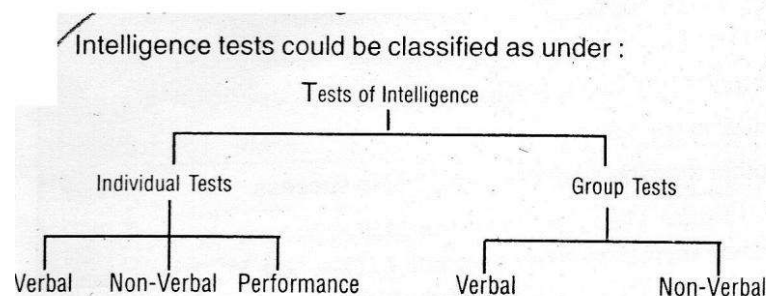 Intelligence tests could be classified as under :
Tests of Intelligence
Individual Tests Group Tests
Verbal Non-Verbal Performance Verbal Non-Verbal